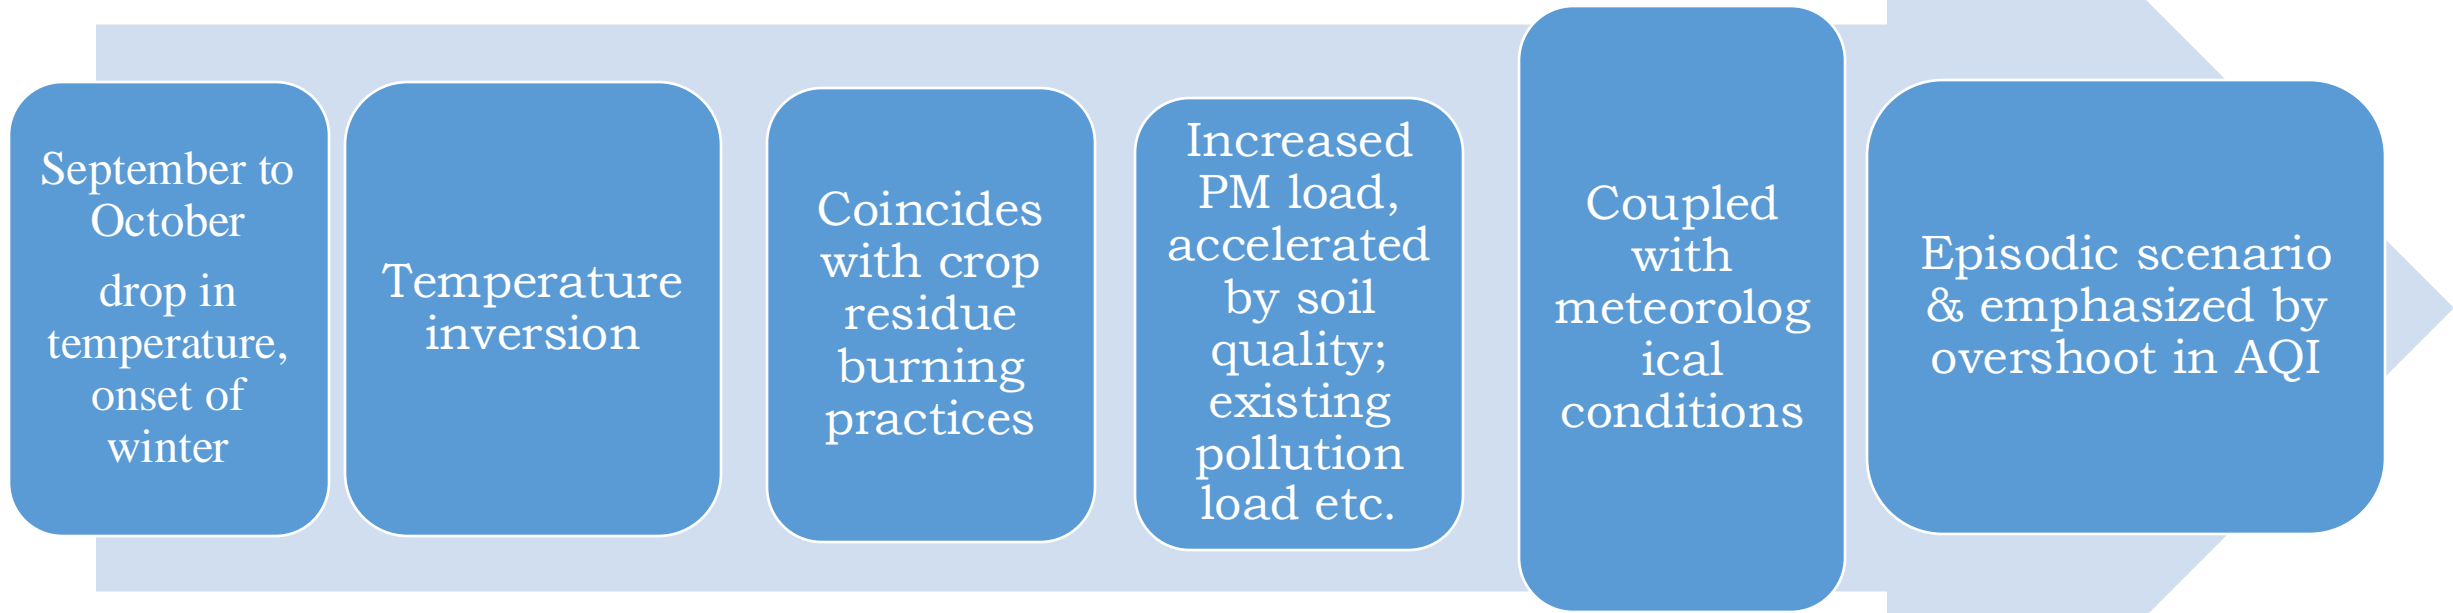 September to
October
drop in
temperature,
onset of
winter
Temperature
inversion
Coincides
with crop
residue
burning
practices
Increased
PM load,
accelerated
by soil
quality;
existing
pollution
load etc.
Coupled
with
meteorolog
ical
conditions
Episodic scenario
& emphasized by
overshoot in AQI